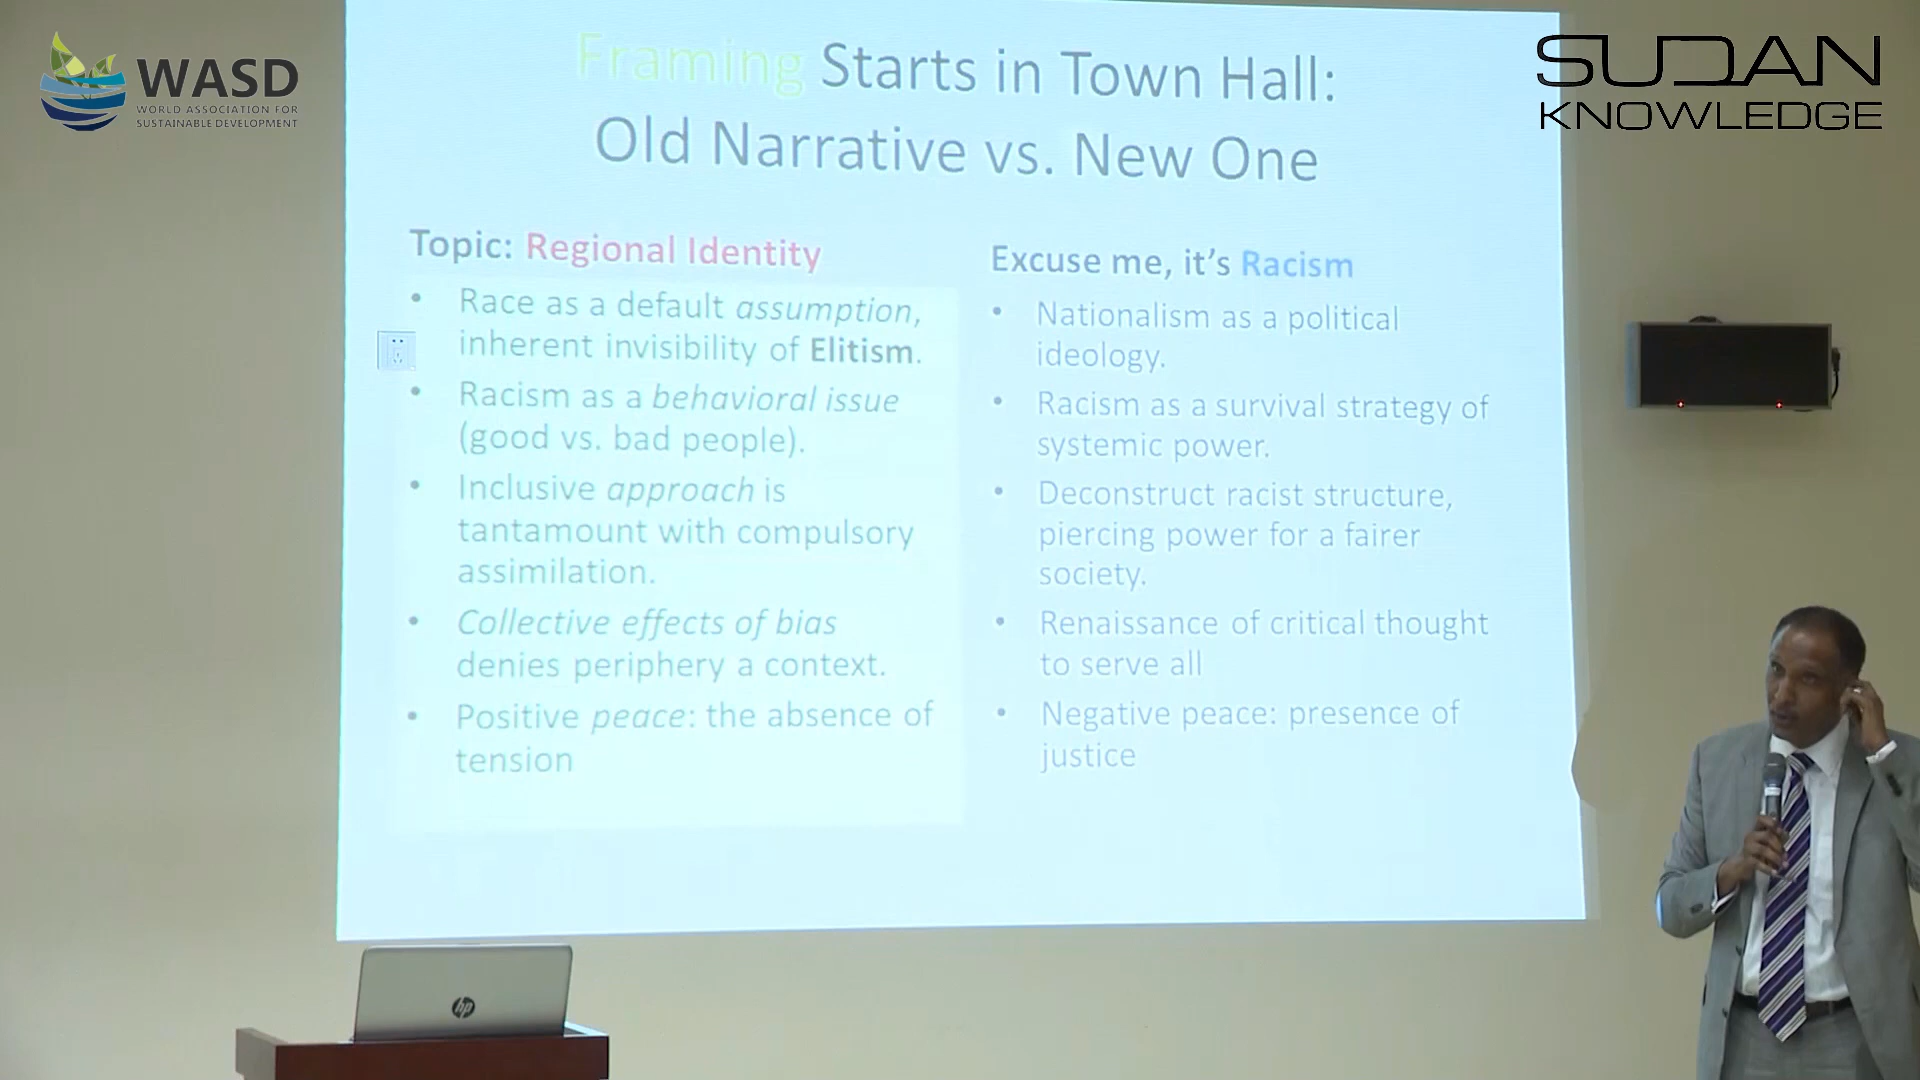 WASD
WORLD ASSOCIATION FOR
SUSTAINABLE DEVELOPMENT
SUDAN
KNOWLEDGE
Framing Starts in Town Hall:
Old Narrative vs. New One
Topic: Regional Identity
• Race as a default assumption,
inherent invisibility of Elitism.
• Racism as a behavioral issue
(good vs. bad people).
• Inclusive approach is
tantamount with compulsory
assimilation.
• Collective effects of bias
denies periphery a context.
• Positive peace: the absence of
tension
Excuse me, it's Racism
• Nationalism as a political
ideology.
• Racism as a survival strategy of
systemic power.
• Deconstruct racist structure,
piercing power for a fairer
society.
• Renaissance of critical thought
to serve all
• Negative peace: presence of
justice
hp